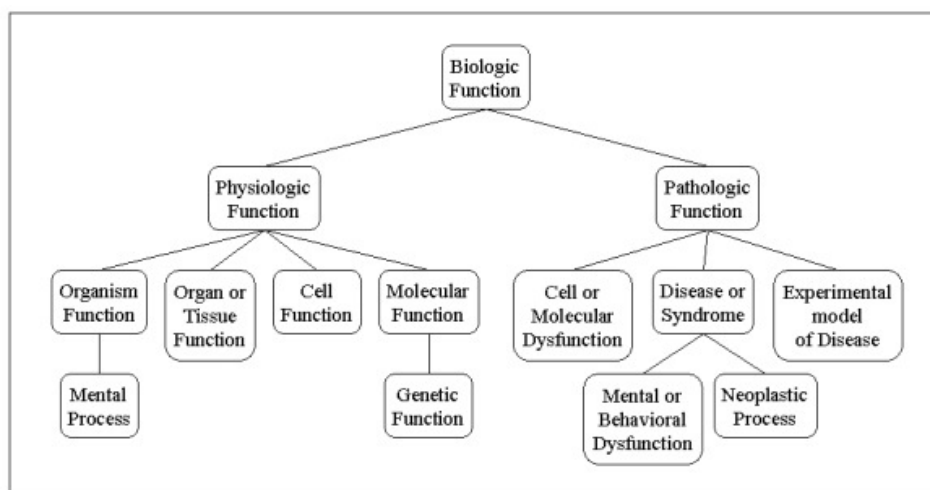 Biologic
Function
Physiologic
Function
Pathologic
Function
Organism
Function
Organ or
Tissue
Function
Cell
Function
Molecular
Function
Cell or
Molecular
Dysfunction
Disease or
Syndrome
Experimental
model
of Disease
Mental
Process
Genetic
Function
Mental or
Behavioral
Dysfunction
Neoplastic
Process